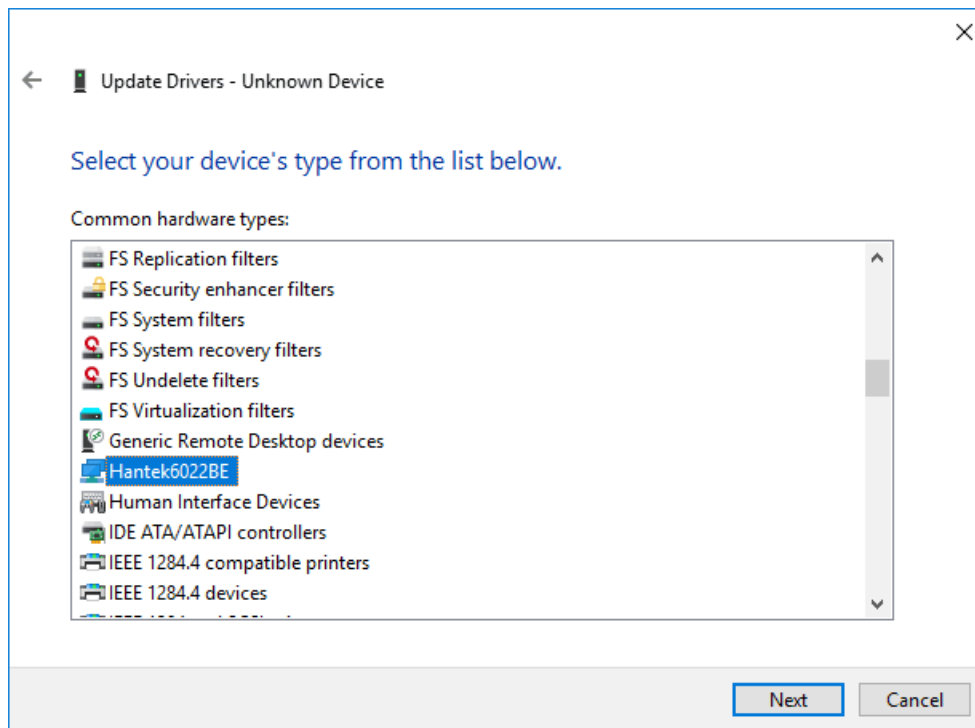 Update Drivers - Unknown Device
Select your device's type from the list below.
Common hardware types:
FS Replication filters
FS Security enhancer filters
FS System filters
FS System recovery filters
FS Undelete filters
FS Virtualization filters
Generic Remote Desktop devices
Hantek6022BE
Human Interface Devices
IDE ATA/ATAPI controllers
IEEE 1284.4 compatible printers
IEEE 1284.4 devices
Next
Cancel